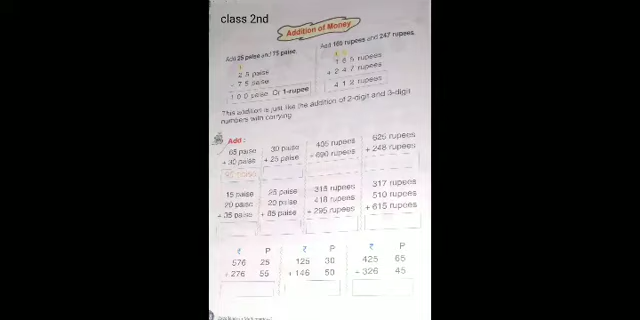 class 2nd
Addition of Money
Add 25 paise and 75 paise.
Add 165 rupees and 247 rupees.
1
2 5 paise
+ 7 5 paise
1 0 0 paise Or 1-rupee
1 6 5 rupees
+ 2 4 7 rupees
4 1 2 rupees
This addition is just like the addition of 2-digit and 3-digit
numbers with carrying.
Add :
65 paise 30 paise 405 rupees 625 rupees
+ 30 paise + 25 paise + 690 rupees + 248 rupees
95 paise
15 paise 25 paise 315 rupees 317 rupees
20 paise 20 paise 418 rupees 510 rupees
+ 35 paise + 85 paise + 295 rupees + 615 rupees
₹ P ₹ P ₹ P
576 25 125 30 425 65
+ 276 55 + 146 50 + 326 45